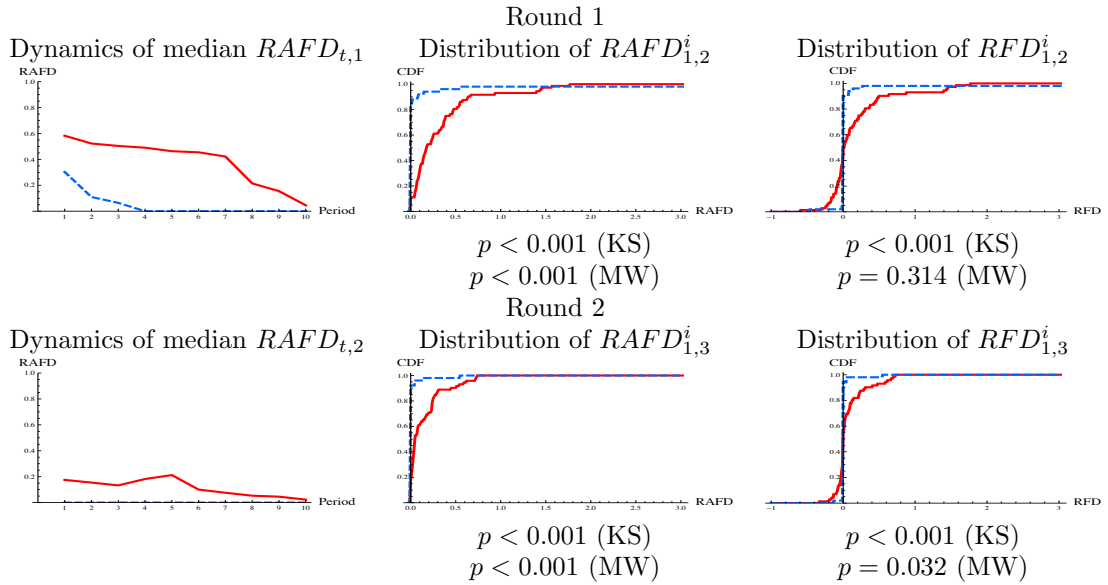 Round 1
Dynamics of median $RAFD_{t,1}$ Distribution of $RAFD^i_{1,2}$ Distribution of $RFD^i_{1,2}$
RAFD CDF CDF
1.0 1.0 1.0
0.8 0.8 0.8
0.6 0.6 0.6
0.4 0.4 0.4
0.2 0.2 0.2
Period RAFD RFD
1 2 3 4 5 6 7 8 9 10 0.0 0.5 1.0 1.5 2.0 2.5 3.0 −1 0 1 2 3
p < 0.001 (KS) p < 0.001 (KS)
p < 0.001 (MW) p = 0.314 (MW)
Round 2
Dynamics of median $RAFD_{t,2}$ Distribution of $RAFD^i_{1,3}$ Distribution of $RFD^i_{1,3}$
RAFD CDF CDF
1.0 1.0 1.0
0.8 0.8 0.8
0.6 0.6 0.6
0.4 0.4 0.4
0.2 0.2 0.2
Period RAFD RFD
1 2 3 4 5 6 7 8 9 10 0.0 0.5 1.0 1.5 2.0 2.5 3.0 −1 0 1 2 3
p < 0.001 (KS) p < 0.001 (KS)
p < 0.001 (MW) p = 0.032 (MW)